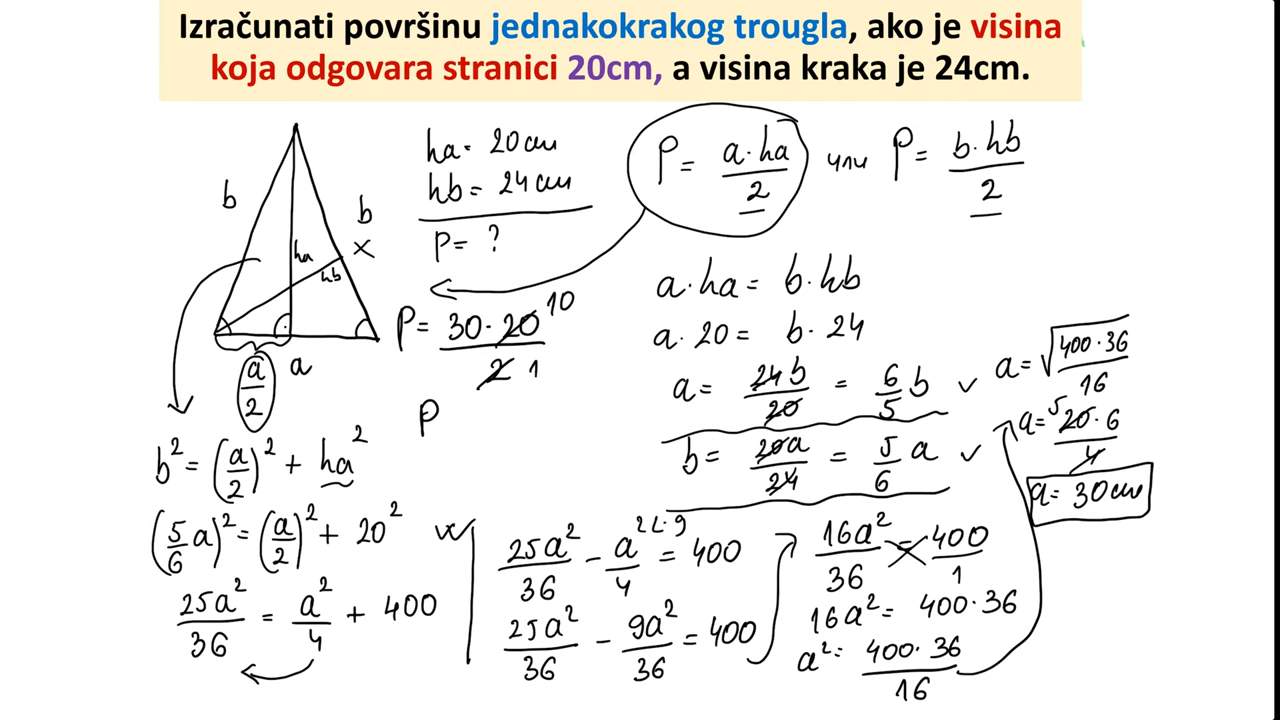 Izračunati površinu jednakokrakog trougla, ako je visina
koja odgovara stranici 20cm, a visina kraka je 24cm.
b
b
x
ha
hb
a/2
a
ha = 20cm
hb = 24cm
P = ?
P = a·ha/2 или P = b·hb/2
P = 30·20/2 10 1
P
a·ha = b·hb
a·20 = b·24
a = 24b/20 = 6/5 b ✓
b = 20a/24 = 5/6 a ✓
b² = (a/2)² + ha²
(5/6 a)² = (a/2)² + 20²
25a²/36 = a²/4 + 400
25a²/36 - a²/4 = 400
25a²/36 - 9a²/36 = 400
16a²/36 = 400/1
16a² = 400·36
a² = 400·36/16
a = √400·36/16
a = 5 20·6/4
a = 30cm